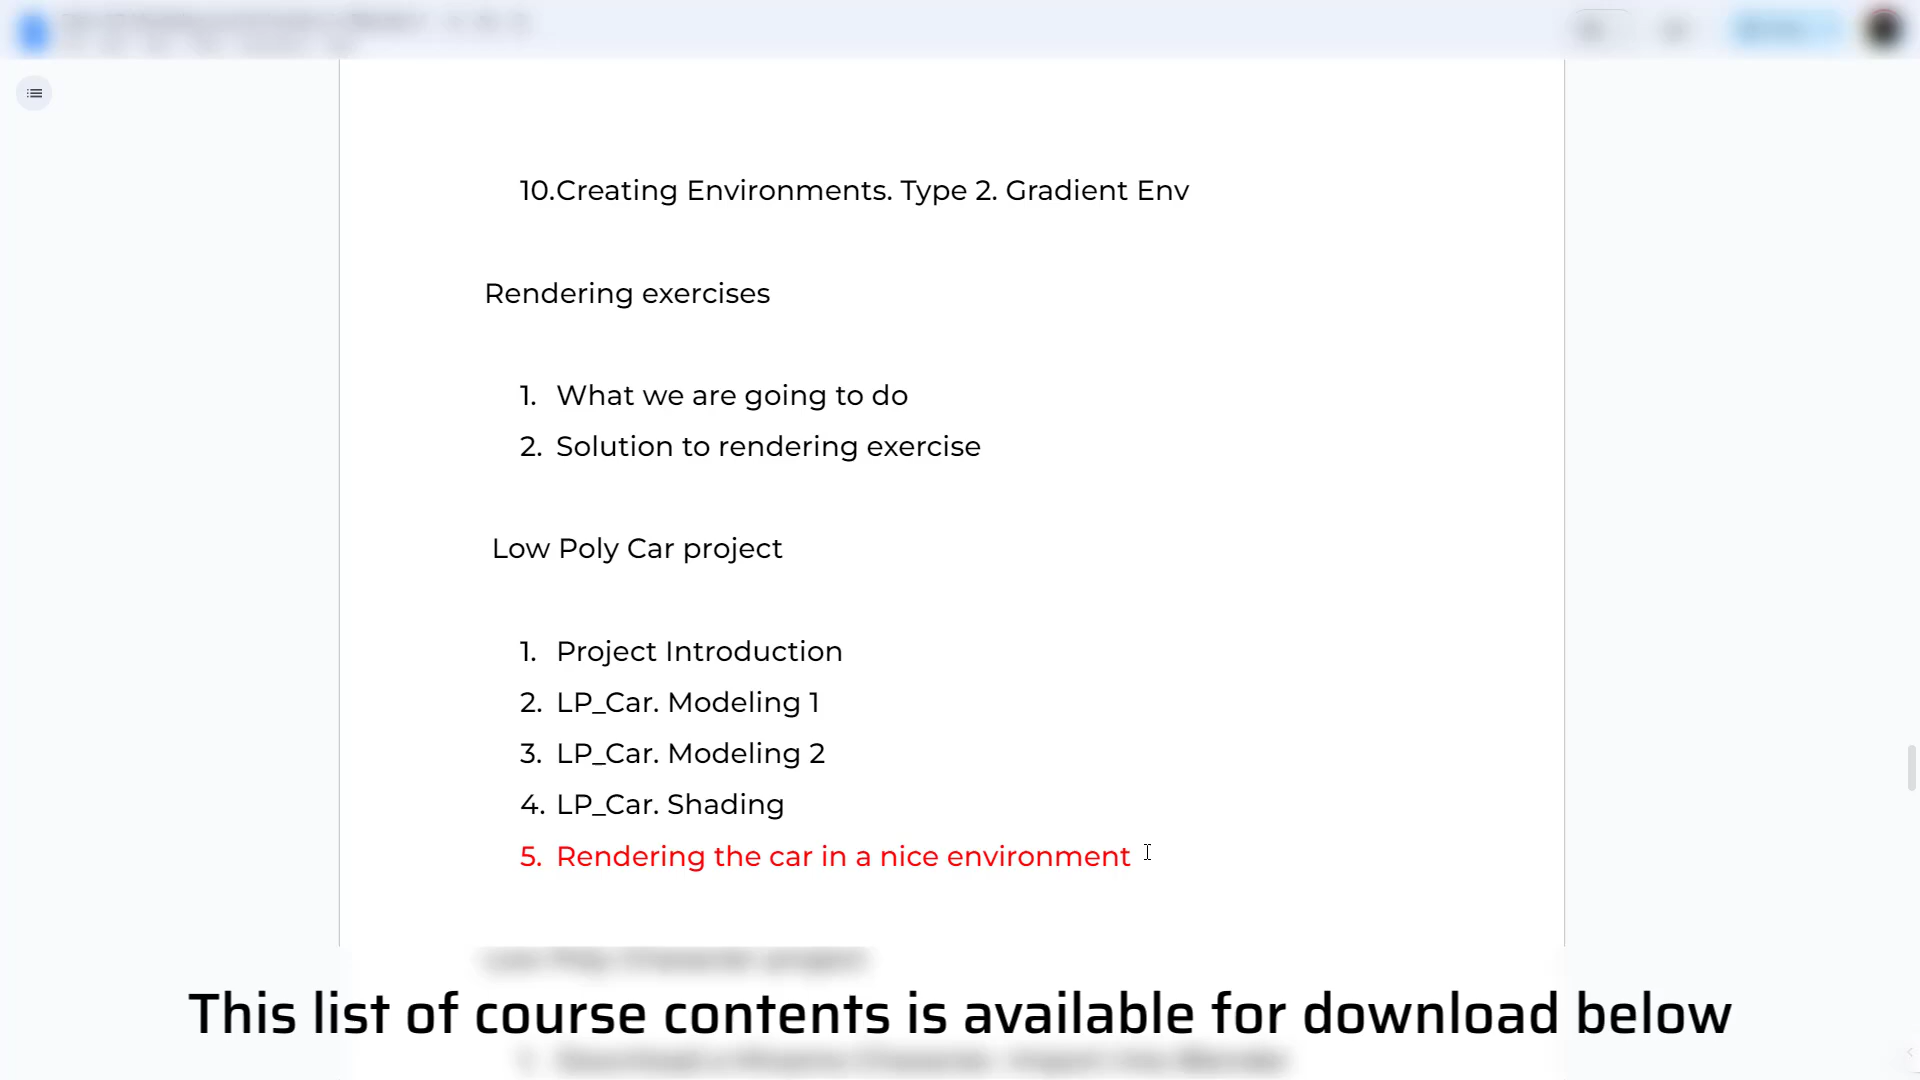 10.Creating Environments. Type 2. Gradient Env
Rendering exercises
1. What we are going to do
2. Solution to rendering exercise
Low Poly Car project
1. Project Introduction
2. LP_Car. Modeling 1
3. LP_Car. Modeling 2
4. LP_Car. Shading
5. Rendering the car in a nice environment
This list of course contents is available for download below